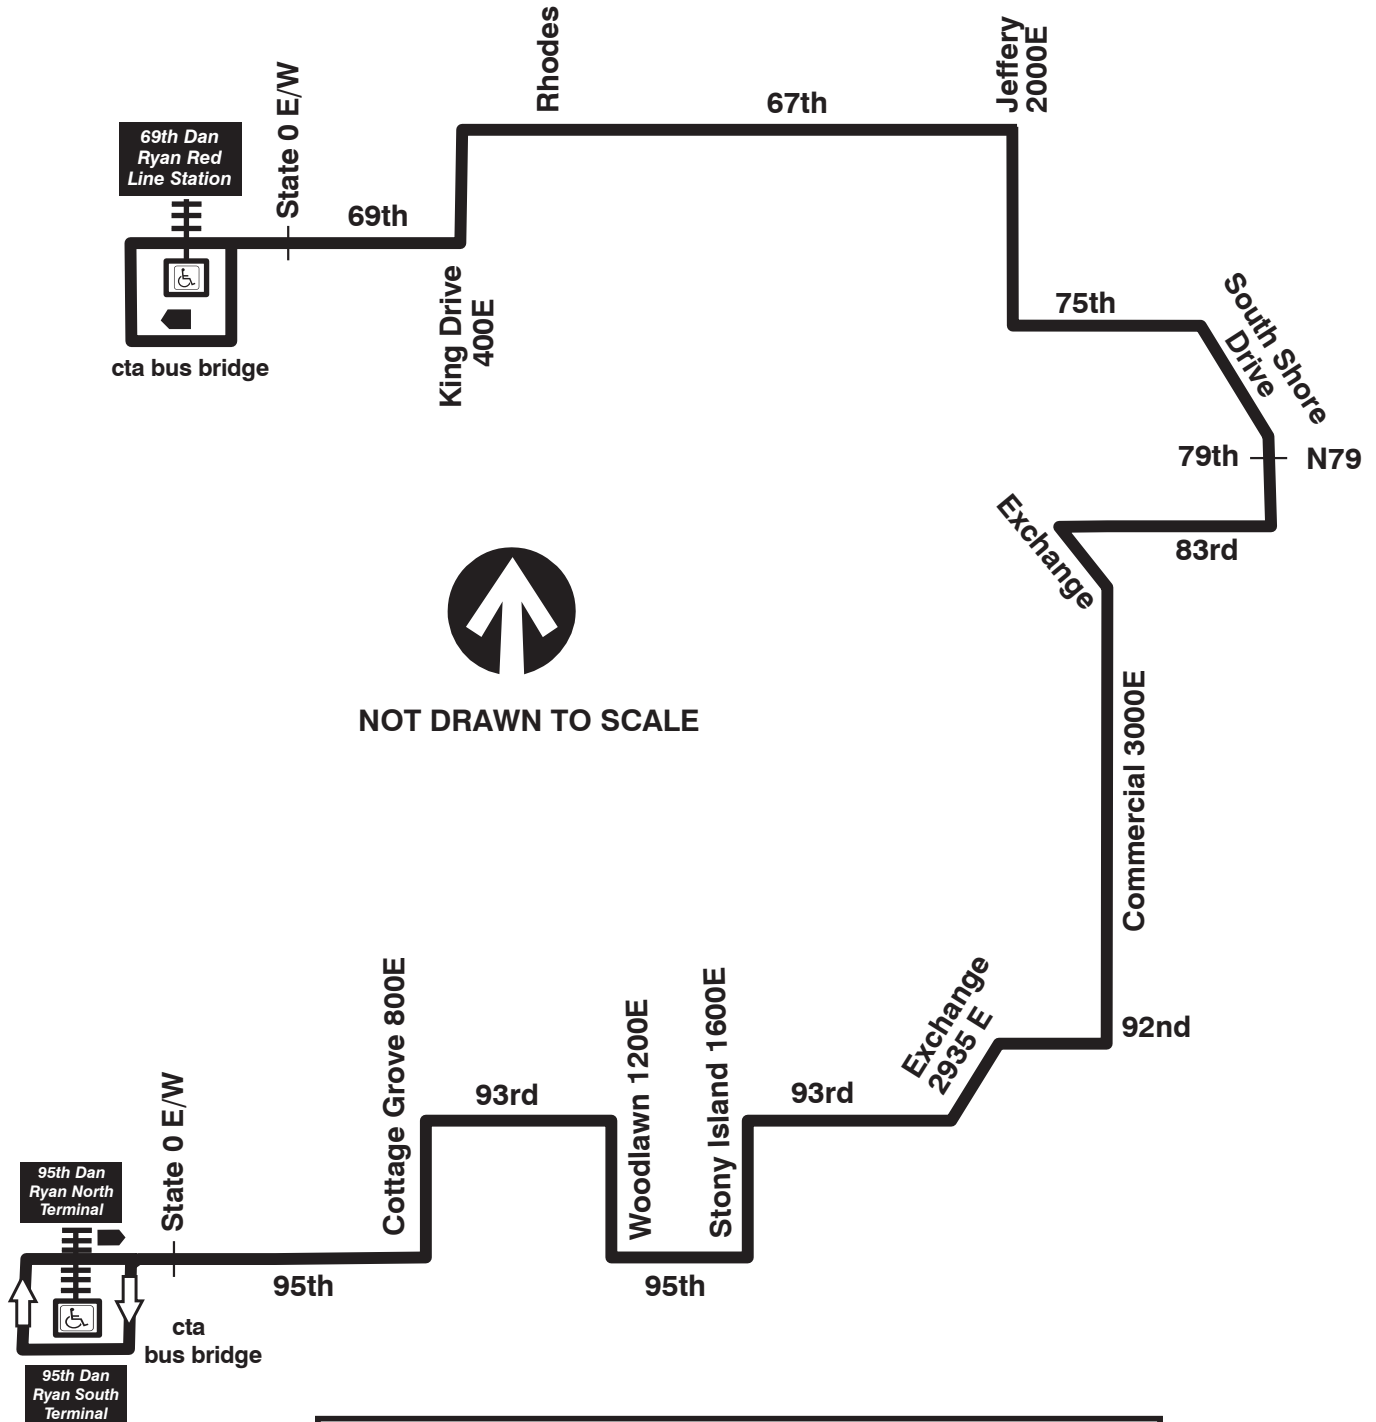 Rhodes
Jeffery
2000E
67th
State 0 E/W
69th Dan
Ryan Red
Line Station
69th
King Drive
400E
cta bus bridge
75th
South Shore
Drive
79th
N79
Exchange
83rd
NOT DRAWN TO SCALE
Commercial 3000E
92nd
Exchange
2935 E
Cottage Grove 800E
93rd
Woodlawn 1200E
Stony Island 1600E
93rd
State 0 E/W
95th Dan
Ryan North
Terminal
95th
95th
cta
bus bridge
95th Dan
Ryan South
Terminal